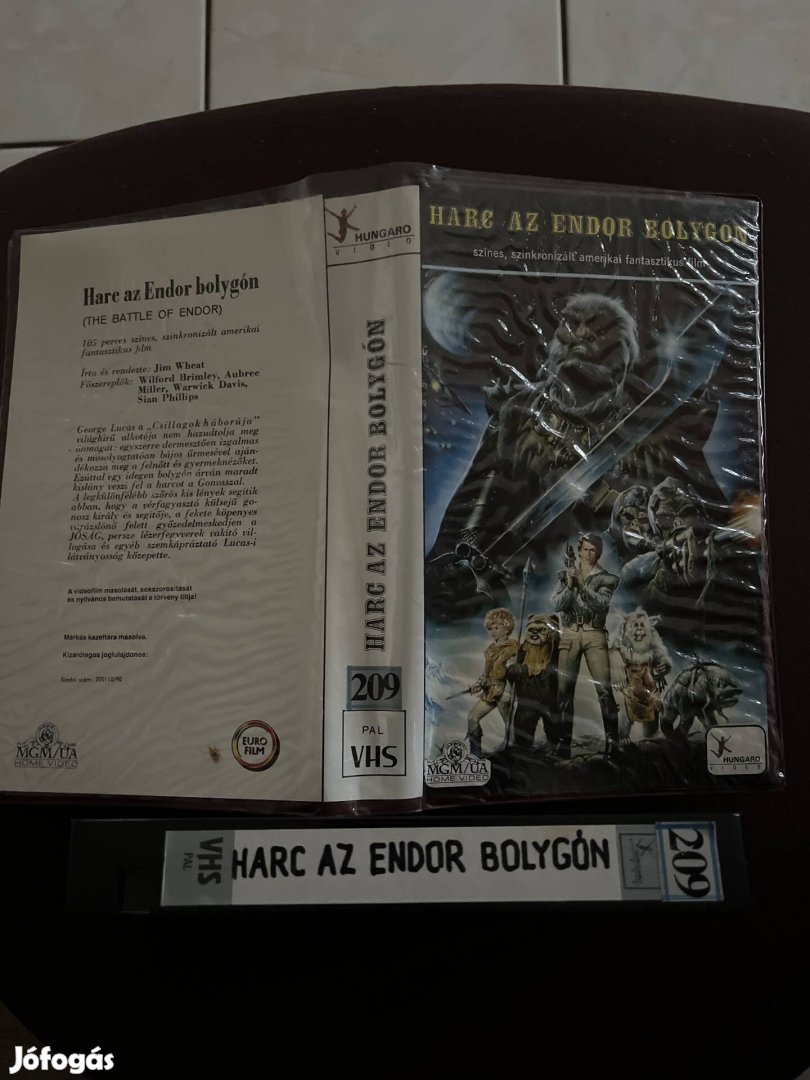 Harc az Endor bolygón
(THE BATTLE OF ENDOR)
105 perces színes, szinkronizált amerikai
fantasztikus film
Írta és rendezte: Jim Wheat
Főszereplők: Wilford Brimley, Aubree
Miller, Warwick Davis,
Sian Phillips
George Lucas a „Csillagok háborúja”
világhírű alkotója nem hazudtolja meg
önmagát: egyszerre dermesztően izgalmas
és mosolyogtatóan bájos űrmesével aján-
dékozza meg a felnőtt és gyermeknézőket.
Ezúttal egy idegen bolygón árván maradt
kislány veszi fel a harcot a Gonosszal.
A legkülönfélébb szőrös kis lények segítik
abban, hogy a vérfagyasztó külsejű go-
nosz király és segítője, a fekete köpenyes
varázslónő felett győzedelmeskedjen a
JÓSÁG, persze lézerfegyverek vakító vil-
logása és egyéb szemkápráztató Lucas-i
látványosság közepette.
A videofilm másolását, sokszorosítását
és nyilvános bemutatását a törvény tiltja!
Márkás kazettára másolva.
Kizárólagos jogtulajdonos:
MGM/UA
HOME VIDEO
EURO
FILM
HUNGARO
VIDEO
HARC AZ ENDOR BOLYGÓN
209
PAL
VHS
HARC AZ ENDOR BOLYGÓN
színes, szinkronizált amerikai fantasztikus film
MGM/UA
HOME VIDEO
HUNGARO
VIDEO
VHS
PAL
HARC AZ ENDOR BOLYGÓN
209
Jófogás